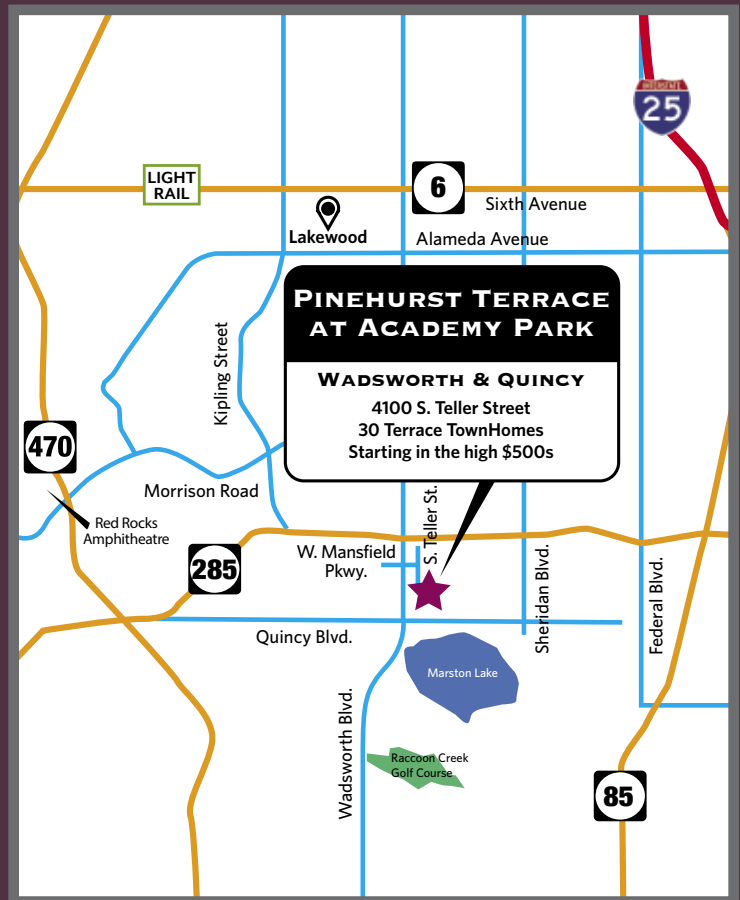 INTERSTATE
25
LIGHT
RAIL
6
Sixth Avenue
Lakewood
Alameda Avenue
PINEHURST TERRACE
AT ACADEMY PARK
WADSWORTH & QUINCY
4100 S. Teller Street
30 Terrace TownHomes
Starting in the high $500s
Kipling Street
470
Morrison Road
Red Rocks
Amphitheatre
S. Teller St.
285
W. Mansfield
Pkwy.
Sheridan Blvd.
Federal Blvd.
Quincy Blvd.
Marston Lake
Wadsworth Blvd.
Raccoon Creek
Golf Course
85